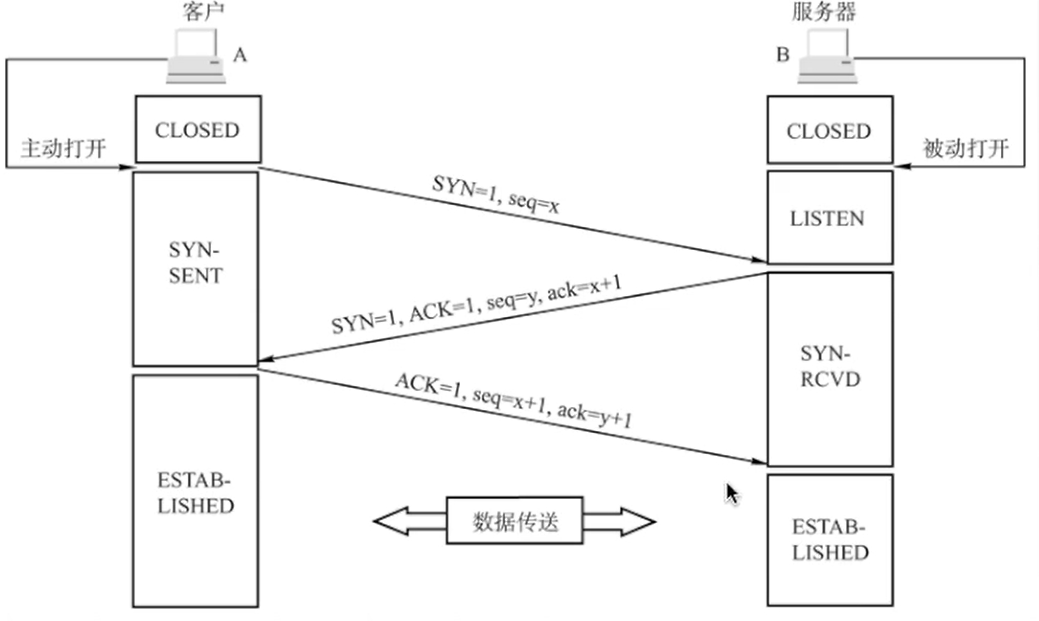 客户
服务器
A
B
CLOSED
CLOSED
主动打开
被动打开
SYN=1, seq=x
LISTEN
SYN-
SENT
SYN=1, ACK=1, seq=y, ack=x+1
SYN-
RCVD
ACK=1, seq=x+1, ack=y+1
ESTAB-
LISHED
数据传送
ESTAB-
LISHED